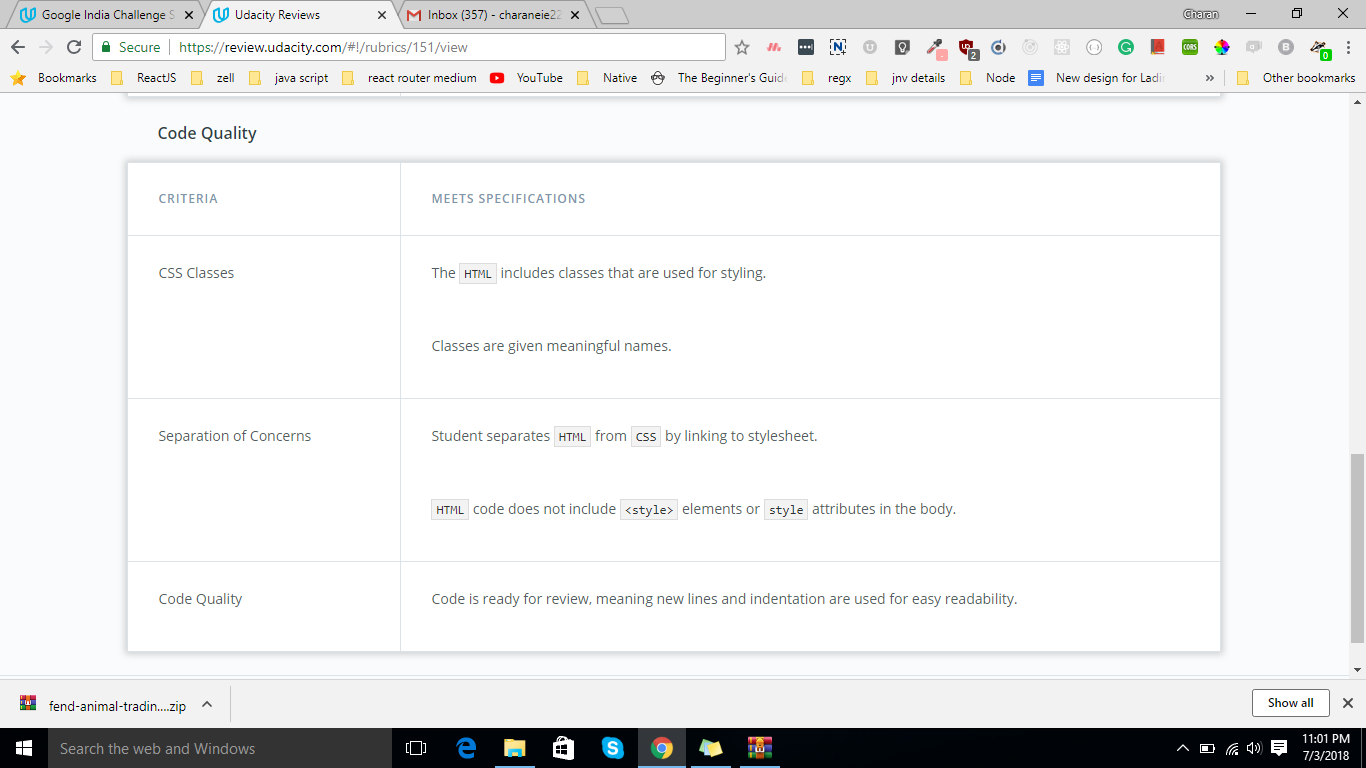 Google India Challenge S
Udacity Reviews
Inbox (357) - charaneie22
Charan
Secure
https://review.udacity.com/#!/rubrics/151/view
Bookmarks
ReactJS
zell
java script
react router medium
YouTube
Native
The Beginner's Guide
regx
jnv details
Node
New design for Ladi
»
Other bookmarks
Code Quality
CRITERIA
MEETS SPECIFICATIONS
CSS Classes
The HTML includes classes that are used for styling.
Classes are given meaningful names.
Separation of Concerns
Student separates HTML from CSS by linking to stylesheet.
HTML code does not include <style> elements or style attributes in the body.
Code Quality
Code is ready for review, meaning new lines and indentation are used for easy readability.
fend-animal-tradin....zip
Show all
Search the web and Windows
11:01 PM
7/3/2018